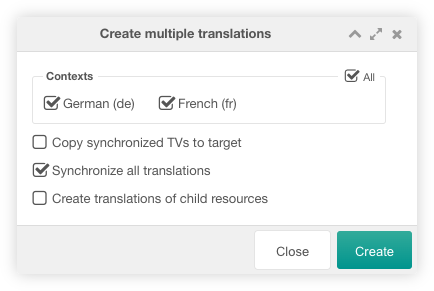 Create multiple translations
Contexts
All
German (de)
French (fr)
Copy synchronized TVs to target
Synchronize all translations
Create translations of child resources
Close
Create